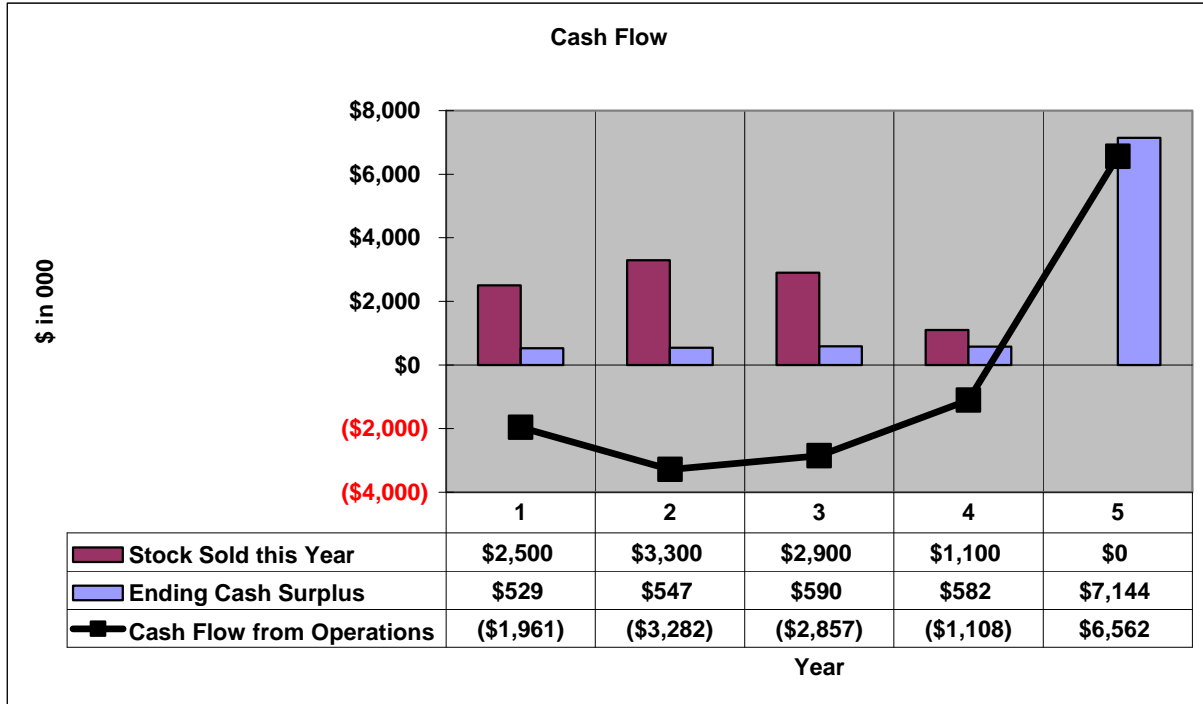 Cash Flow
$8,000
$6,000
$4,000
$2,000
$0
($2,000)
($4,000)
$ in 000
1 2 3 4 5
Stock Sold this Year $2,500 $3,300 $2,900 $1,100 $0
Ending Cash Surplus $529 $547 $590 $582 $7,144
Cash Flow from Operations ($1,961) ($3,282) ($2,857) ($1,108) $6,562
Year